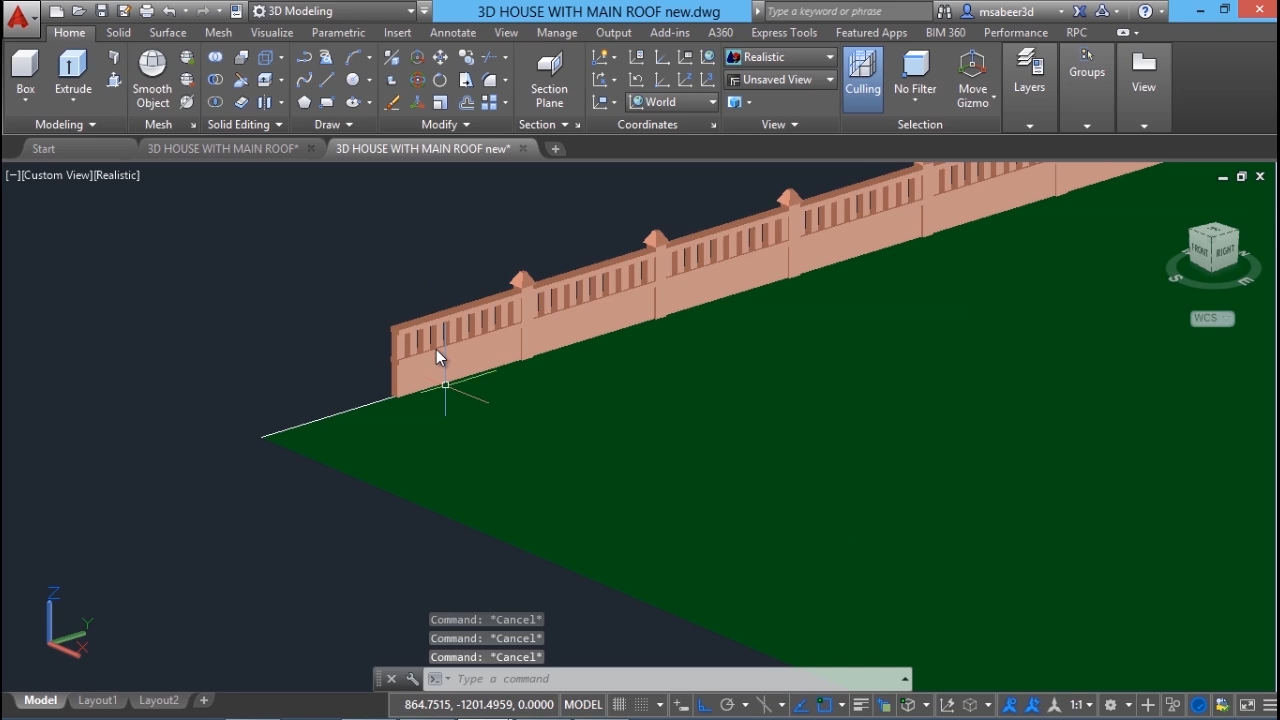 3D Modeling 3D HOUSE WITH MAIN ROOF new.dwg Type a keyword or phrase msabeer3d
Home Solid Surface Mesh Visualize Parametric Insert Annotate View Manage Output Add-ins A360 Express Tools Featured Apps BIM 360 Performance RPC
Realistic
Unsaved View
World
Box Extrude Smooth Object Section Plane Culling No Filter Move Gizmo Layers Groups View
Modeling Mesh Solid Editing Draw Modify Section Coordinates View Selection
Start 3D HOUSE WITH MAIN ROOF* 3D HOUSE WITH MAIN ROOF new*
[−][Custom View][Realistic]
FRONT RIGHT
S E N
WCS
Z
Y
X
Command: *Cancel*
Command: *Cancel*
Command: *Cancel*
Type a command
Model Layout1 Layout2 864.7515, -1201.4959, 0.0000 MODEL 1:1